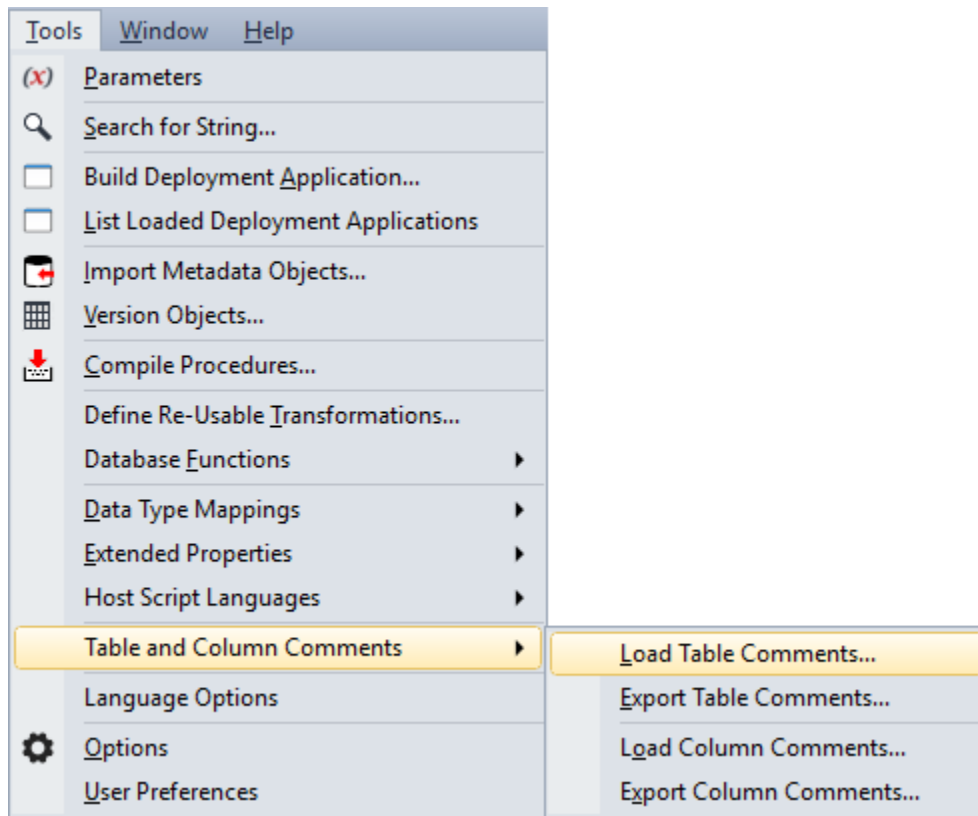 Tools Window Help
(x) Parameters
Search for String...
Build Deployment Application...
List Loaded Deployment Applications
Import Metadata Objects...
Version Objects...
Compile Procedures...
Define Re-Usable Transformations...
Database Functions
Data Type Mappings
Extended Properties
Host Script Languages
Table and Column Comments
Language Options
Options
User Preferences
Load Table Comments...
Export Table Comments...
Load Column Comments...
Export Column Comments...